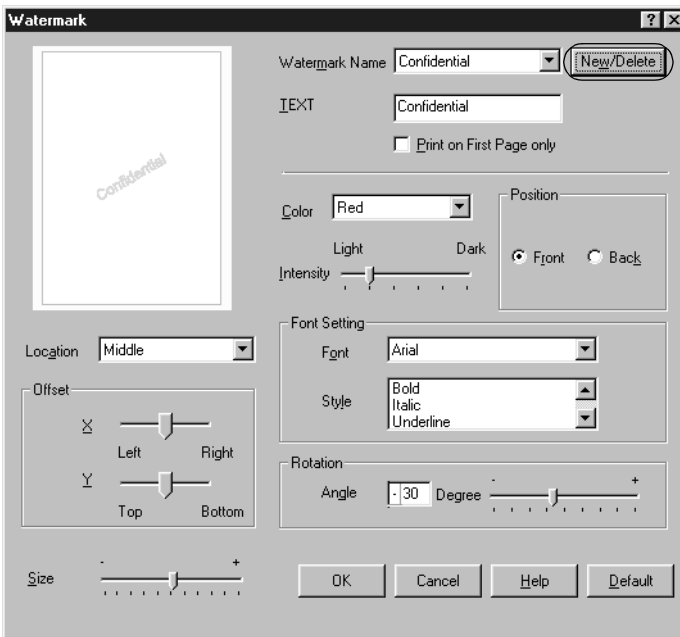 Watermark
? X
Watermark Name Confidential New/Delete
TEXT Confidential
Print on First Page only
Confidential
Color Red
Position
Light Dark
Intensity
Front Back
Location Middle
Font Setting
Font Arial
Style Bold
Italic
Underline
Offset
X
Left Right
Y
Top Bottom
Rotation
Angle -30 Degree - +
Size - +
OK Cancel Help Default